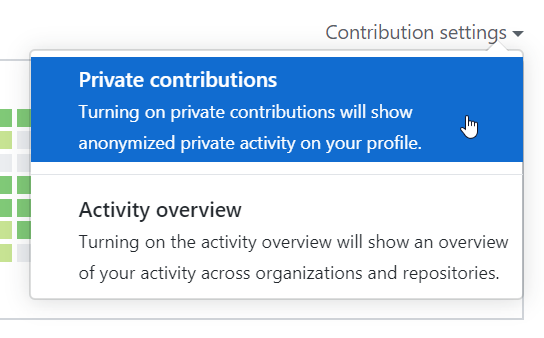 Contribution settings
Private contributions
Turning on private contributions will show
anonymized private activity on your profile.
Activity overview
Turning on the activity overview will show an overview
of your activity across organizations and repositories.